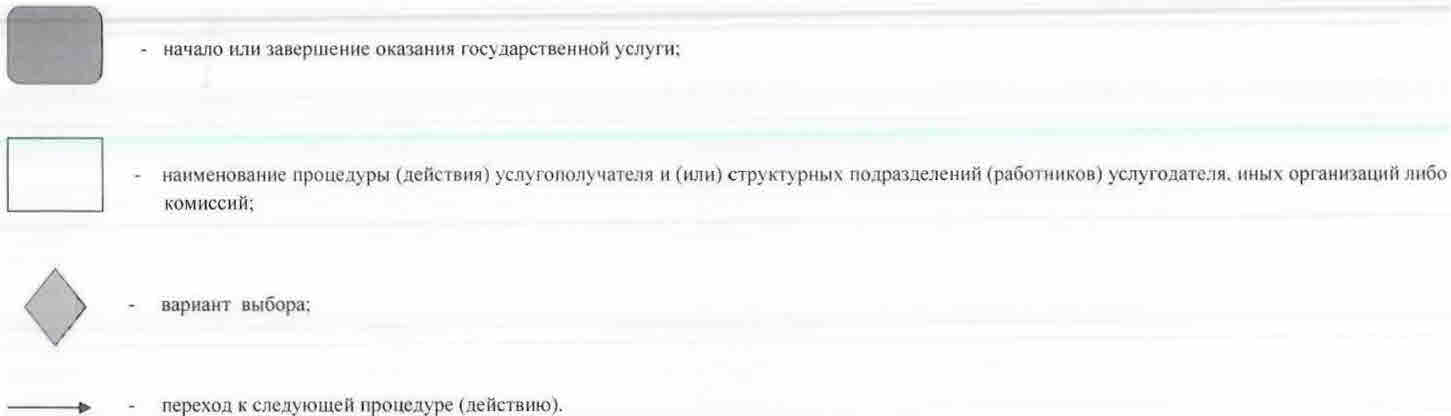 - начало или завершение оказания государственной услуги;
- наименование процедуры (действия) услугополучателя и (или) структурных подразделений (работников) услугодателя, иных организаций либо
комиссий;
- вариант выбора;
- переход к следующей процедуре (действию).